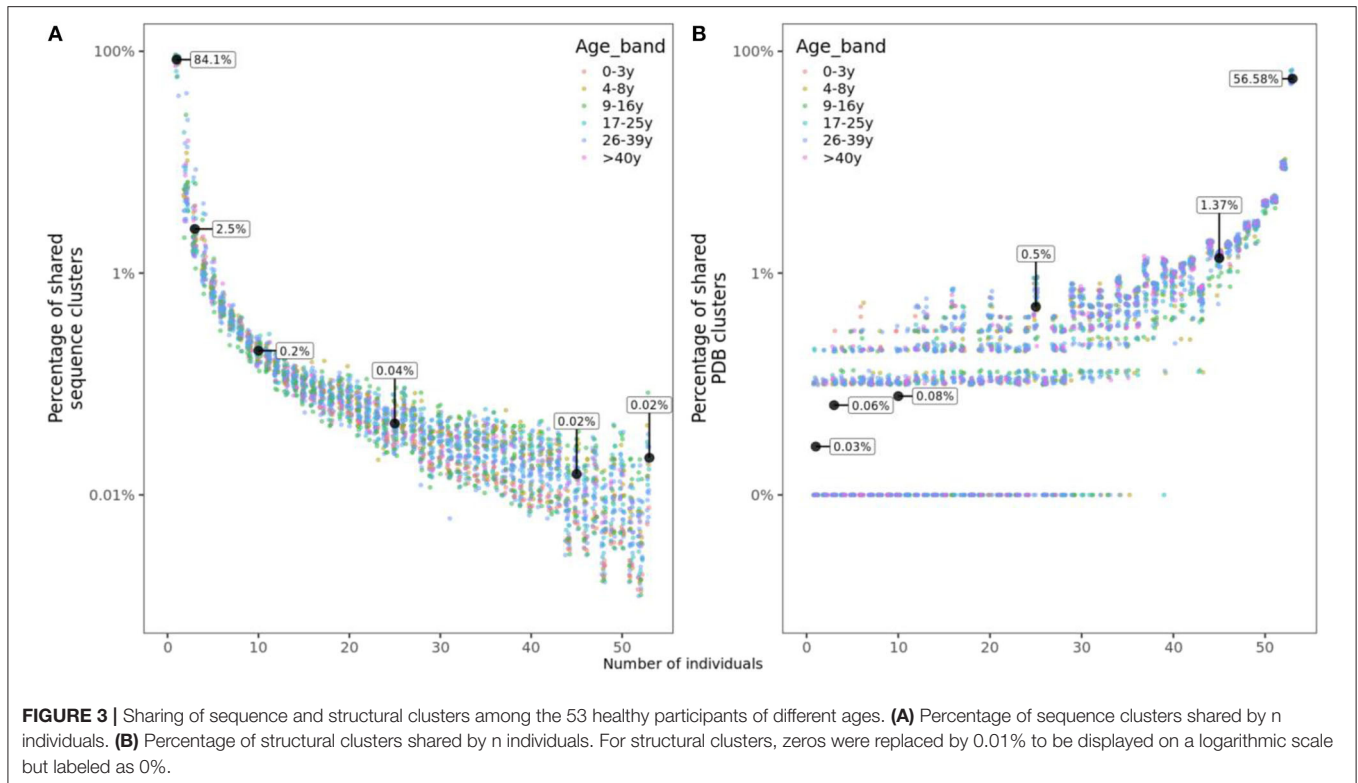 A
100%
1%
0.01%
Percentage of shared
sequence clusters
84.1%
2.5%
0.2%
0.04%
0.02%
0.02%
Age_band
0-3y
4-8y
9-16y
17-25y
26-39y
>40y
0
10
20
30
40
50
B
100%
1%
0%
Percentage of shared
PDB clusters
Age_band
0-3y
4-8y
9-16y
17-25y
26-39y
>40y
0.03%
0.06%
0.08%
0.5%
1.37%
56.58%
0
10
20
30
40
50
Number of individuals
FIGURE 3 | Sharing of sequence and structural clusters among the 53 healthy participants of different ages. (A) Percentage of sequence clusters shared by n
individuals. (B) Percentage of structural clusters shared by n individuals. For structural clusters, zeros were replaced by 0.01% to be displayed on a logarithmic scale
but labeled as 0%.